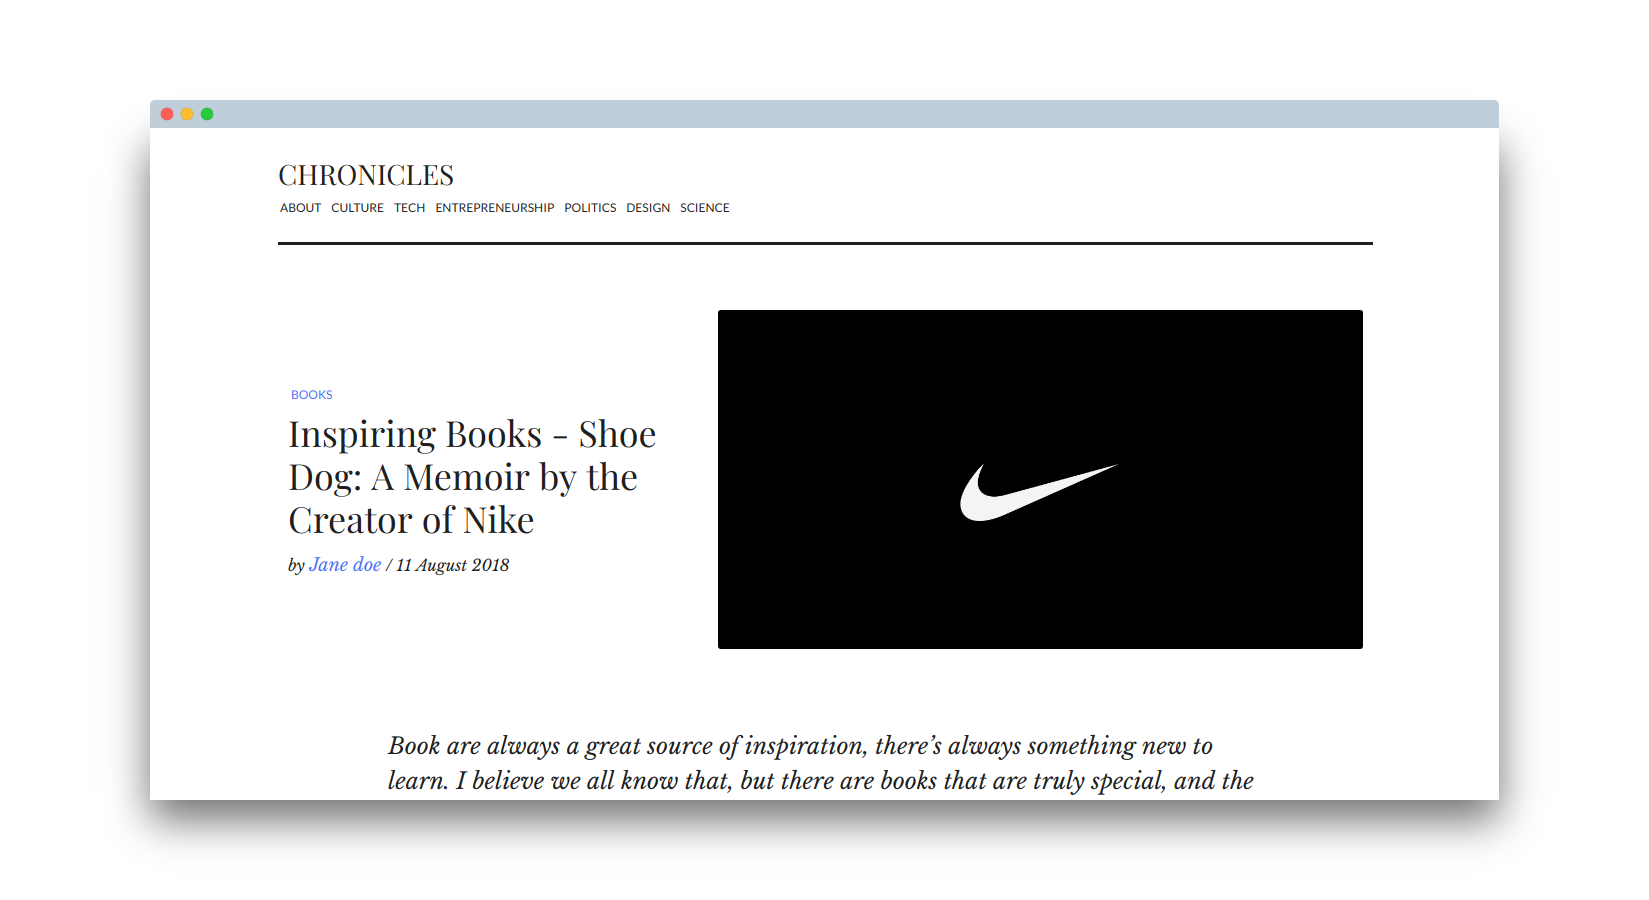 CHRONICLES
ABOUT CULTURE TECH ENTREPRENEURSHIP POLITICS DESIGN SCIENCE
BOOKS
Inspiring Books - Shoe
Dog: A Memoir by the
Creator of Nike
by Jane doe / 11 August 2018
Book are always a great source of inspiration, there’s always something new to
learn. I believe we all know that, but there are books that are truly special, and the